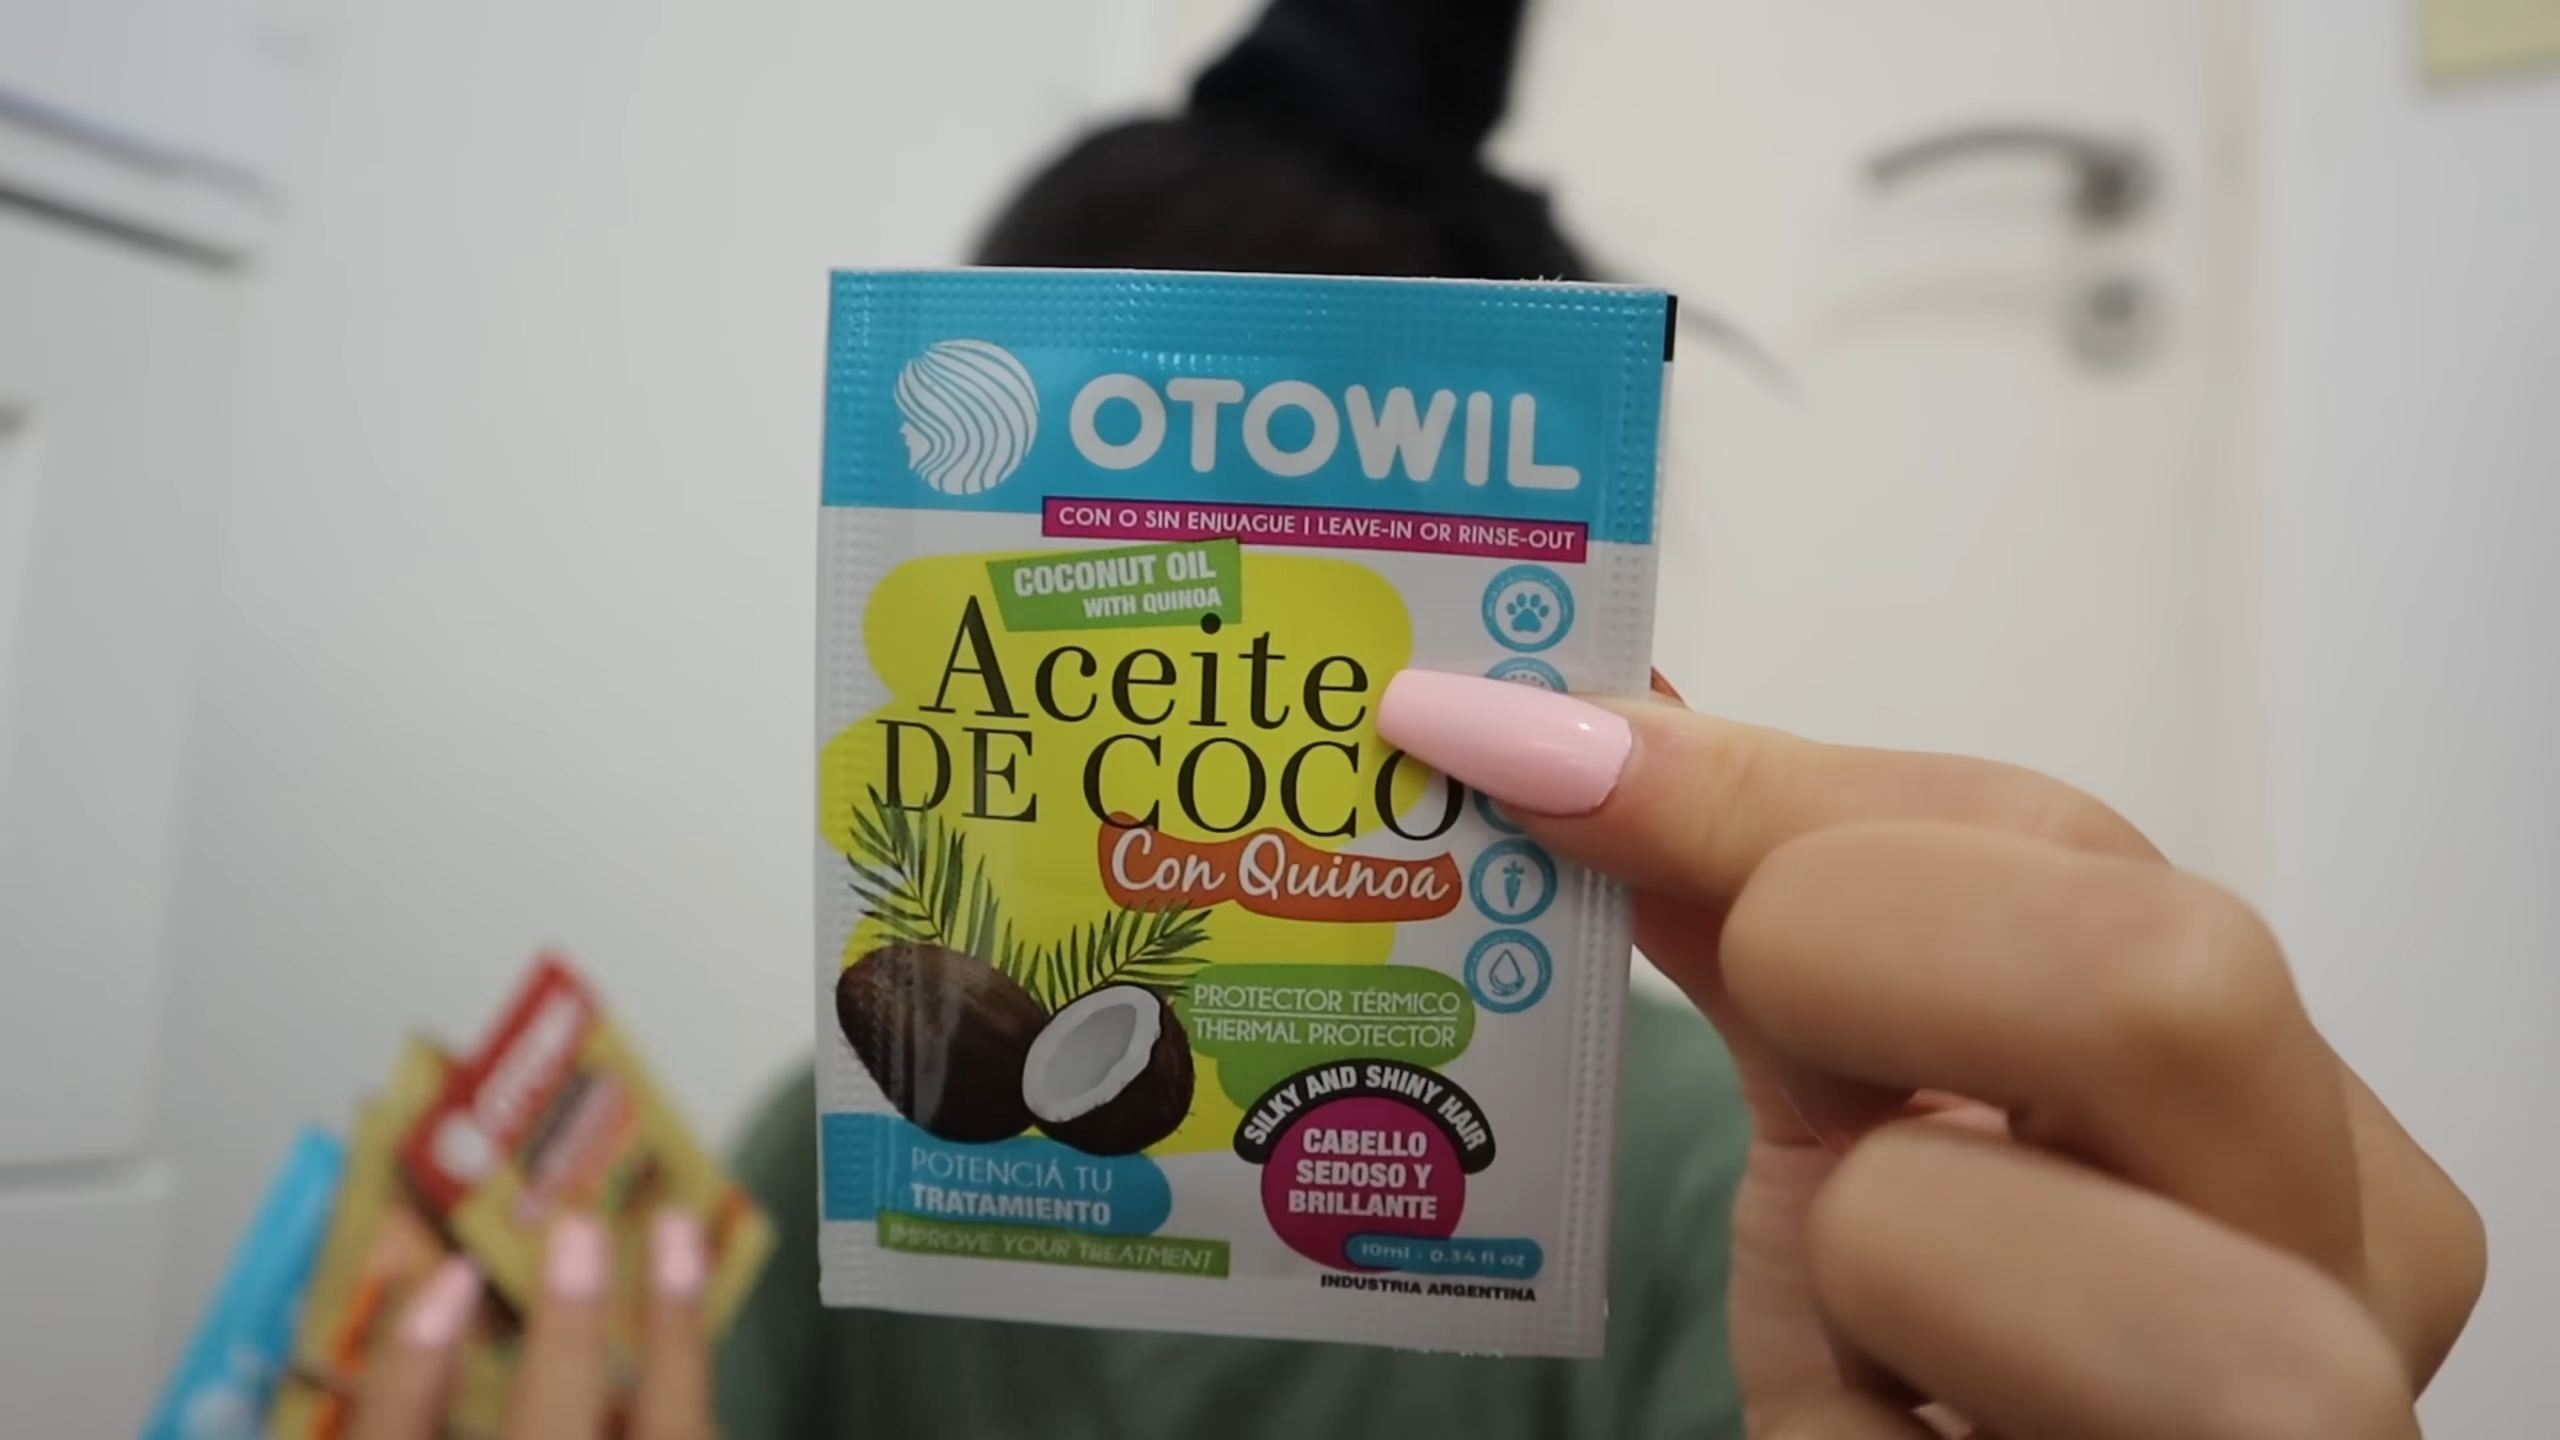 OTOWIL
CON O SIN ENJUAGUE | LEAVE-IN OR RINSE-OUT
COCONUT OIL
WITH QUINOA
Aceite
DE COCO
Con Quinoa
PROTECTOR TÉRMICO
THERMAL PROTECTOR
SILKY AND SHINY HAIR
CABELLO
SEDOSO Y
BRILLANTE
POTENCIÁ TU
TRATAMIENTO
IMPROVE YOUR TREATMENT
10ml - 0.34 fl oz
INDUSTRIA ARGENTINA
OTOWIL